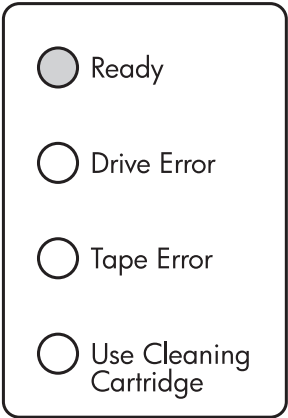 Ready
Drive Error
Tape Error
Use Cleaning
Cartridge